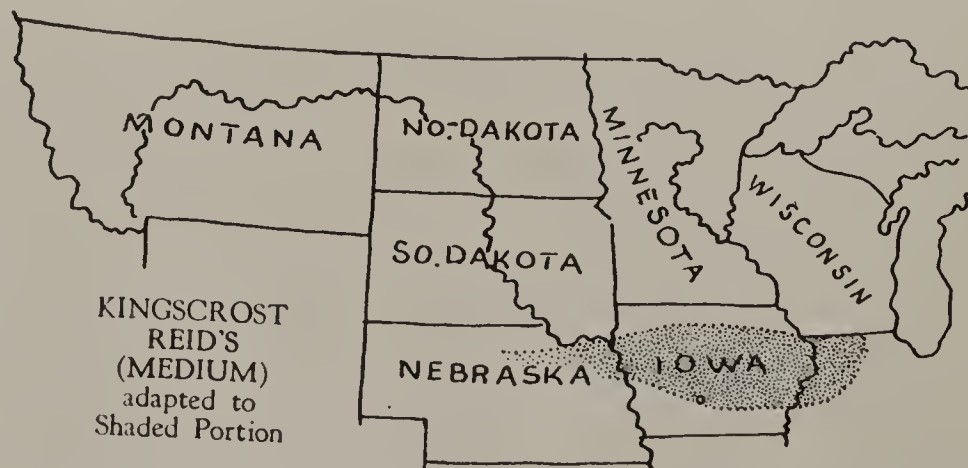 MONTANA
NO. DAKOTA
MINNESOTA
WISCONSIN
SO. DAKOTA
KINGSCROST
REID'S
(MEDIUM)
adapted to
Shaded Portion
NEBRASKA
IOWA